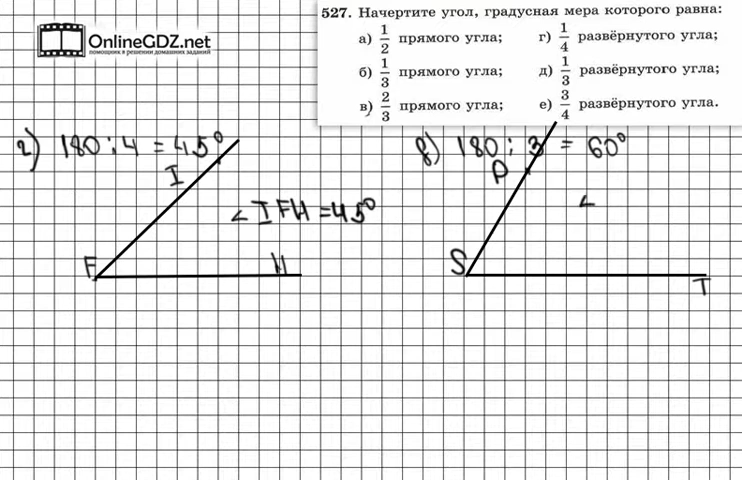 OnlineGDZ.net
помощник в решении домашних заданий
527. Начертите угол, градусная мера которого равна:
а) 1/2 прямого угла; г) 1/4 развёрнутого угла;
б) 1/3 прямого угла; д) 1/3 развёрнутого угла;
в) 2/3 прямого угла; е) 3/4 развёрнутого угла.
г) 180 : 4 = 45°
д) 180 : 3 = 60°
I
∠IFH = 45°
F
H
D
∠
S
T